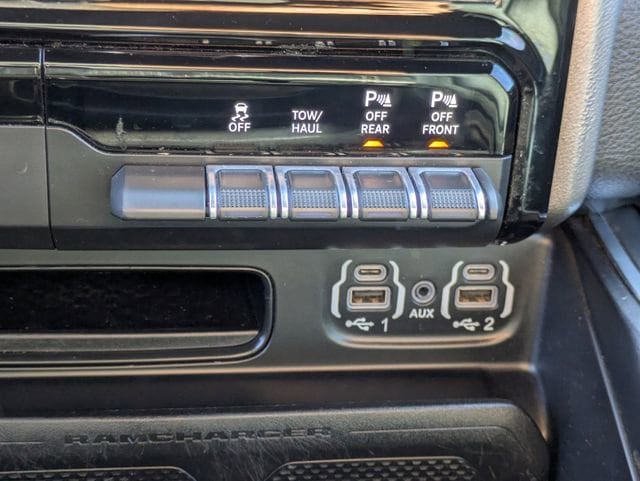 OFF
TOW/
HAUL
P
OFF
REAR
P
OFF
FRONT
1
AUX
2
RAMCHARGER